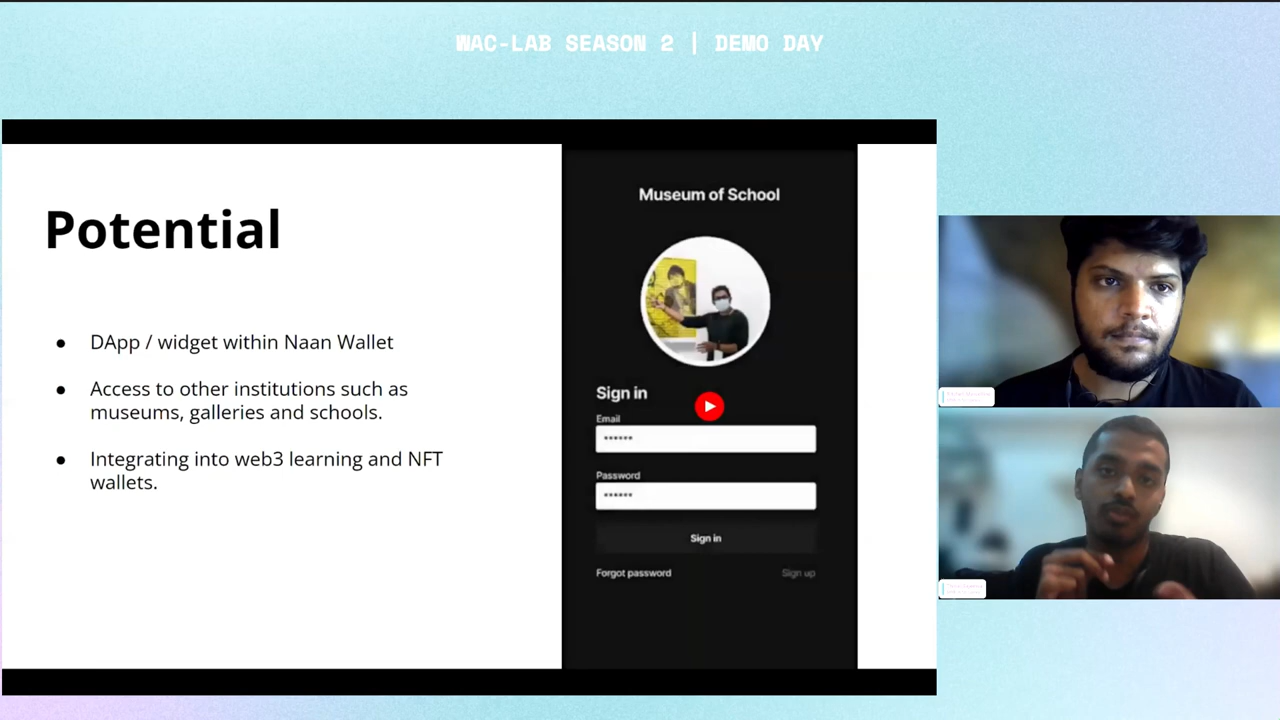 WAC-LAB SEASON 2 | DEMO DAY
Potential
● DApp / widget within Naan Wallet
● Access to other institutions such as
museums, galleries and schools.
● Integrating into web3 learning and NFT
wallets.
Museum of School
Sign in
Email
******
Password
******
Sign in
Forgot password
Sign up